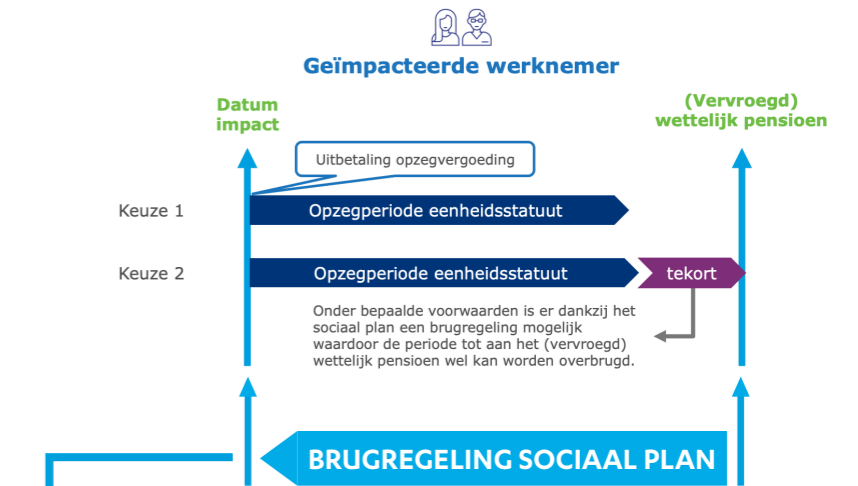 Geïmpacteerde werknemer
Datum
impact
(Vervroegd)
wettelijk pensioen
Uitbetaling opzegvergoeding
Keuze 1
Opzegperiode eenheidsstatuut
Keuze 2
Opzegperiode eenheidsstatuut
tekort
Onder bepaalde voorwaarden is er dankzij het
sociaal plan een brugregeling mogelijk
waardoor de periode tot aan het (vervroegd)
wettelijk pensioen wel kan worden overbrugd.
BRUGREGELING SOCIAAL PLAN